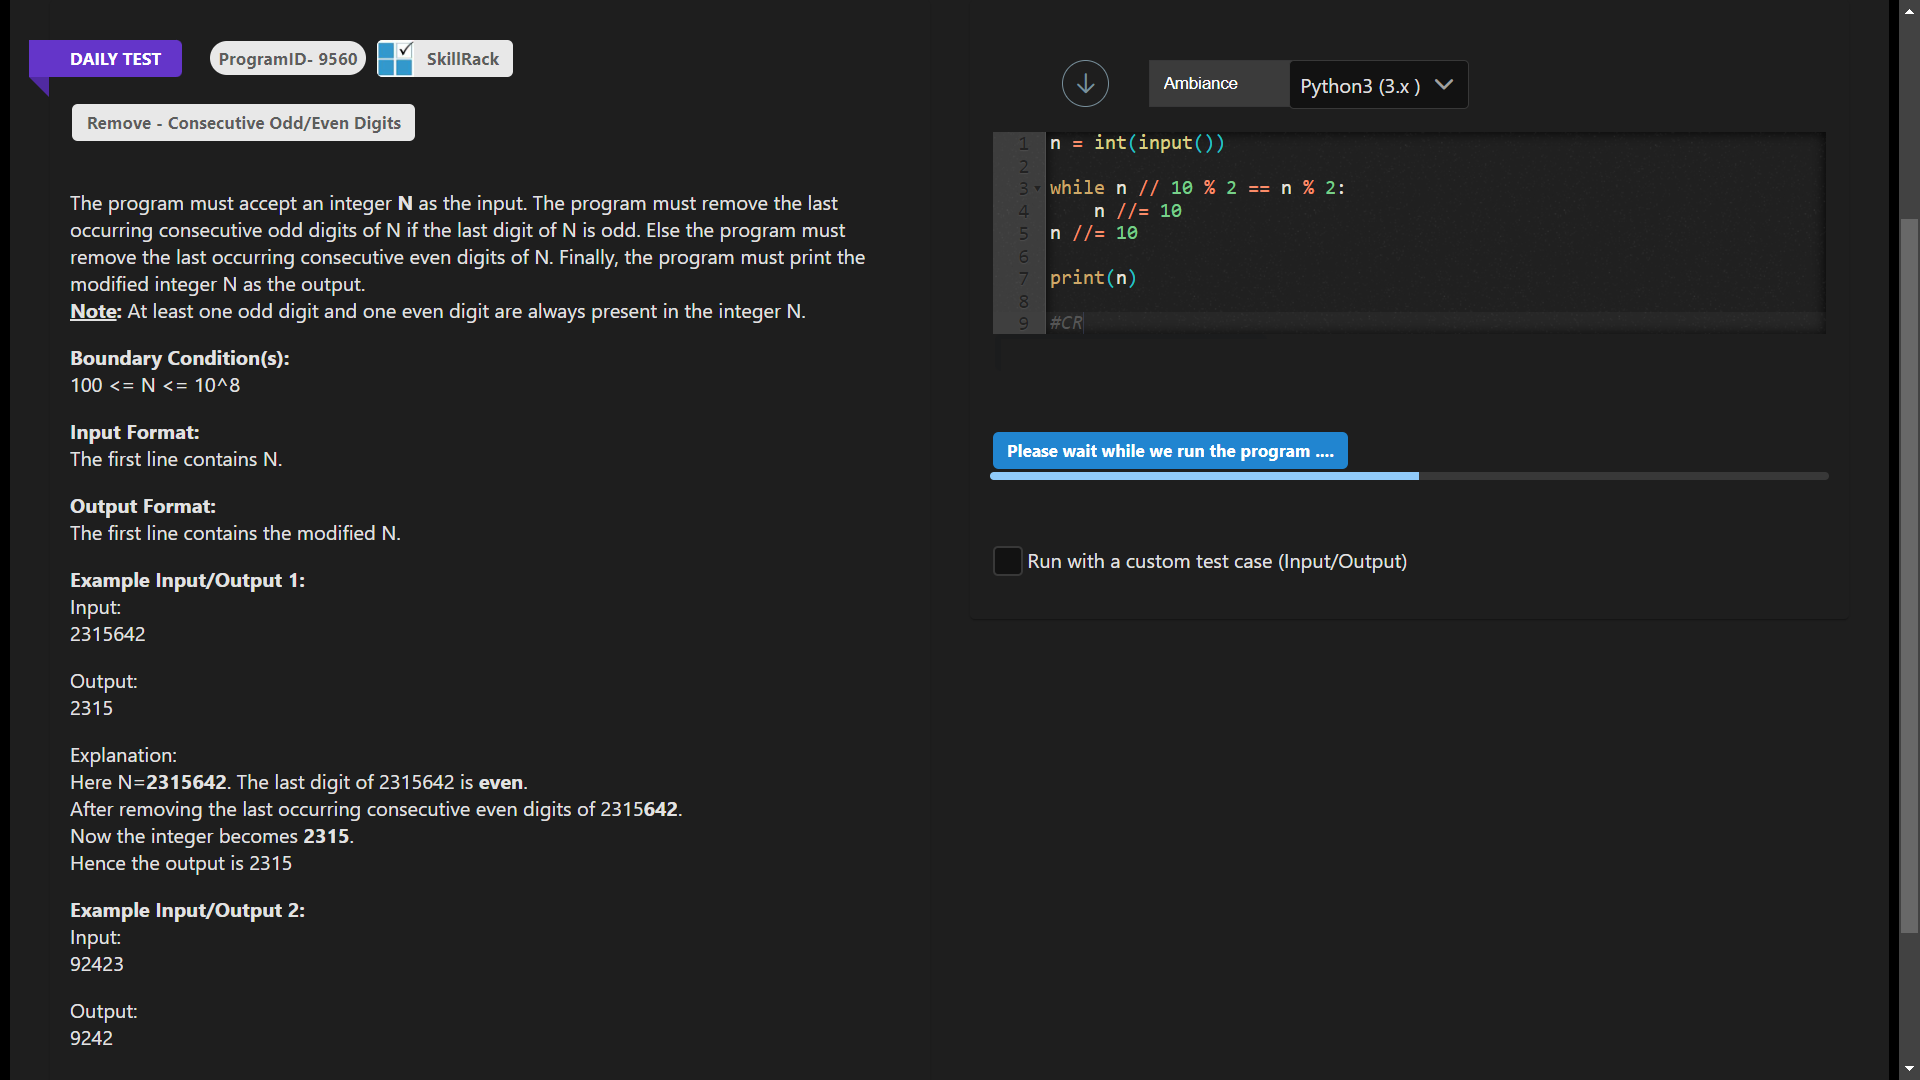 DAILY TEST
ProgramID- 9560
SkillRack
Remove - Consecutive Odd/Even Digits
The program must accept an integer N as the input. The program must remove the last
occurring consecutive odd digits of N if the last digit of N is odd. Else the program must
remove the last occurring consecutive even digits of N. Finally, the program must print the
modified integer N as the output.
Note: At least one odd digit and one even digit are always present in the integer N.
Boundary Condition(s):
100 <= N <= 10^8
Input Format:
The first line contains N.
Output Format:
The first line contains the modified N.
Example Input/Output 1:
Input:
2315642
Output:
2315
Explanation:
Here N=2315642. The last digit of 2315642 is even.
After removing the last occurring consecutive even digits of 2315642.
Now the integer becomes 2315.
Hence the output is 2315
Example Input/Output 2:
Input:
92423
Output:
9242
Ambiance
Python3 (3.x )
1 n = int(input())
2
3 while n // 10 % 2 == n % 2:
4     n //= 10
5 n //= 10
6
7 print(n)
8
9 #CR
Please wait while we run the program ....
Run with a custom test case (Input/Output)